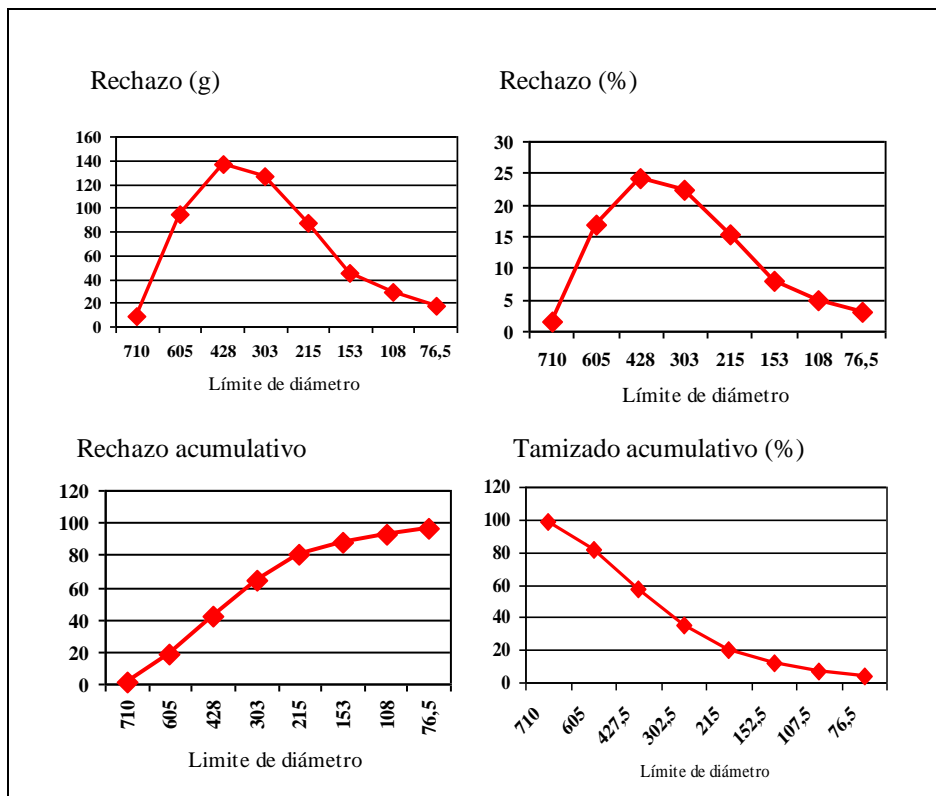 Rechazo (g)
160
140
120
100
80
60
40
20
0
710 605 428 303 215 153 108 76,5
Límite de diámetro
Rechazo (%)
30
25
20
15
10
5
0
710 605 428 303 215 153 108 76,5
Límite de diámetro
Rechazo acumulativo
120
100
80
60
40
20
0
710 605 428 303 215 153 108 76,5
Limite de diámetro
Tamizado acumulativo (%)
120
100
80
60
40
20
0
710 605 427,5 302,5 215 152,5 107,5 76,5
Límite de diámetro